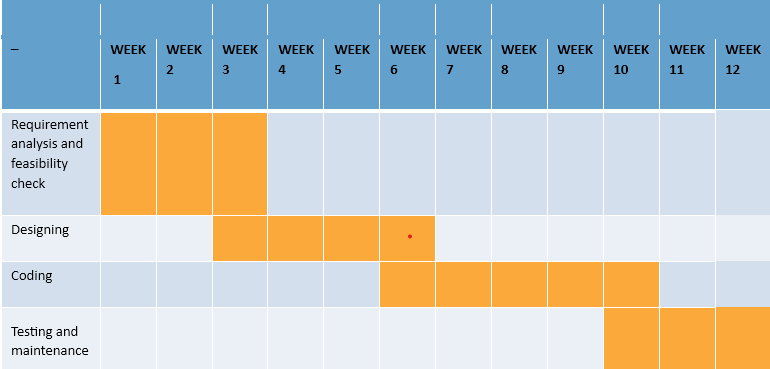 –
WEEK 1
WEEK 2
WEEK 3
WEEK 4
WEEK 5
WEEK 6
WEEK 7
WEEK 8
WEEK 9
WEEK 10
WEEK 11
WEEK 12
Requirement
analysis and
feasibility
check
Designing
Coding
Testing and
maintenance